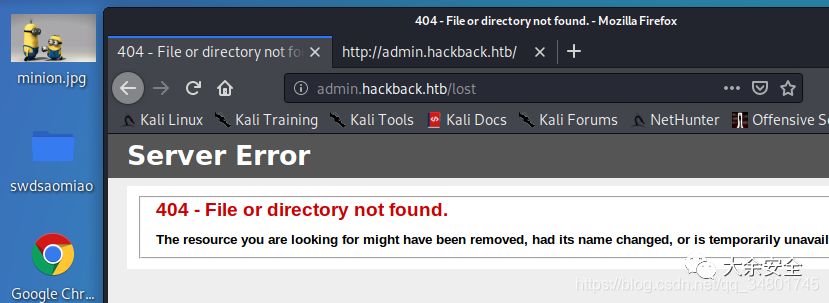 404 - File or directory not found. - Mozilla Firefox
minion.jpg
404 - File or directory not fou
http://admin.hackback.htb/
admin.hackback.htb/lost
Kali Linux
Kali Training
Kali Tools
Kali Docs
Kali Forums
NetHunter
Offensive Se
swdsaomiao
Server Error
404 - File or directory not found.
The resource you are looking for might have been removed, had its name changed, or is temporarily unavail
Google Chr...
大余安全
https://blog.csdn.net/qq_34801745